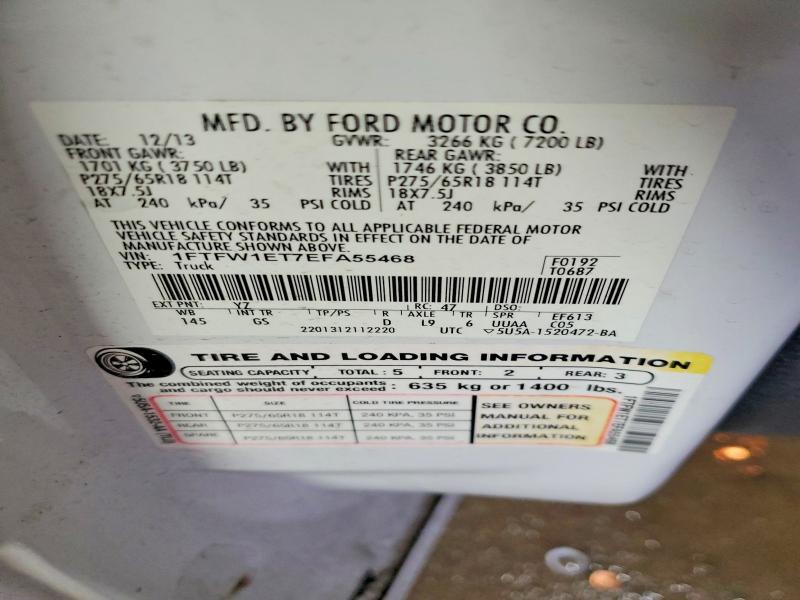 MFD. BY FORD MOTOR CO.
DATE: 12/13 GVWR: 3266 KG ( 7200 LB)
FRONT GAWR: REAR GAWR:
1701 KG ( 3750 LB) WITH 1746 KG ( 3850 LB) WITH
P275/65R18 114T TIRES P275/65R18 114T TIRES
18X7.5J RIMS 18X7.5J RIMS
AT 240 kPa/ 35 PSI COLD AT 240 kPa/ 35 PSI COLD
THIS VEHICLE CONFORMS TO ALL APPLICABLE FEDERAL MOTOR
VEHICLE SAFETY STANDARDS IN EFFECT ON THE DATE OF
MANUFACTURE SHOWN ABOVE.
VIN: 1FTFW1ET7EFA55468 F0192
TYPE: Truck T0687
EXT PNT: YZ RC: 47 DSO:
WB INT TR TP/PS R AXLE TR SPR EF613
145 GS D L9 6 UUAA C05
2201312112220 UTC 5U5A-1520472-BA
TIRE AND LOADING INFORMATION
SEATING CAPACITY TOTAL : 5 FRONT: 2 REAR: 3
The combined weight of occupants and cargo should never exceed : 635 kg or 1400 lbs.
TIRE SIZE COLD TIRE PRESSURE SEE OWNERS
FRONT P275/65R18 114T 240 KPA, 35 PSI MANUAL FOR
REAR P275/65R18 114T 240 KPA, 35 PSI ADDITIONAL
SPARE P275/65R18 114T 240 KPA, 35 PSI INFORMATION